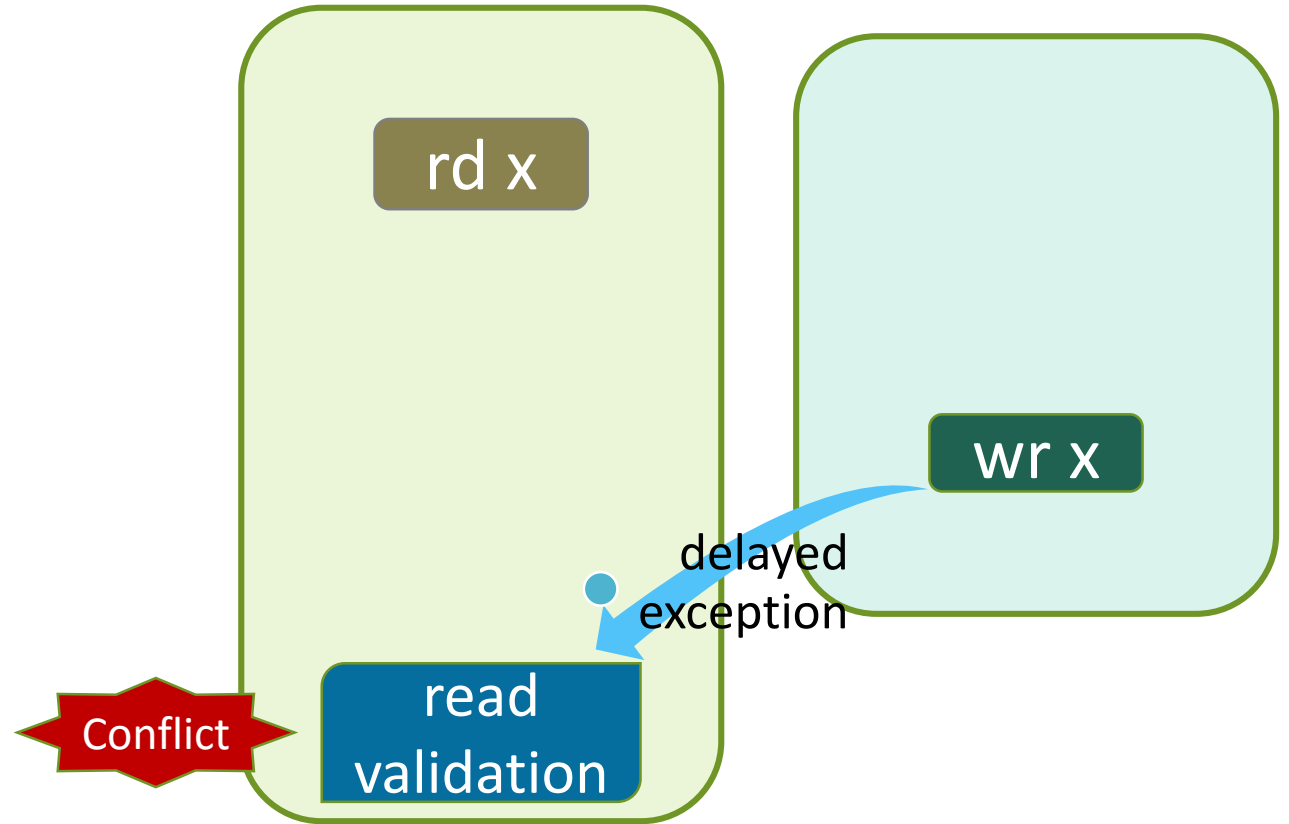 rd x
wr x
delayed
exception
read
validation
Conflict